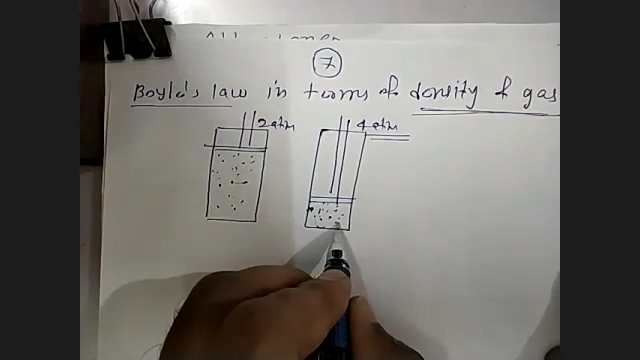 7
Boyle's law in terms of density of gas
2 atm
4 atm